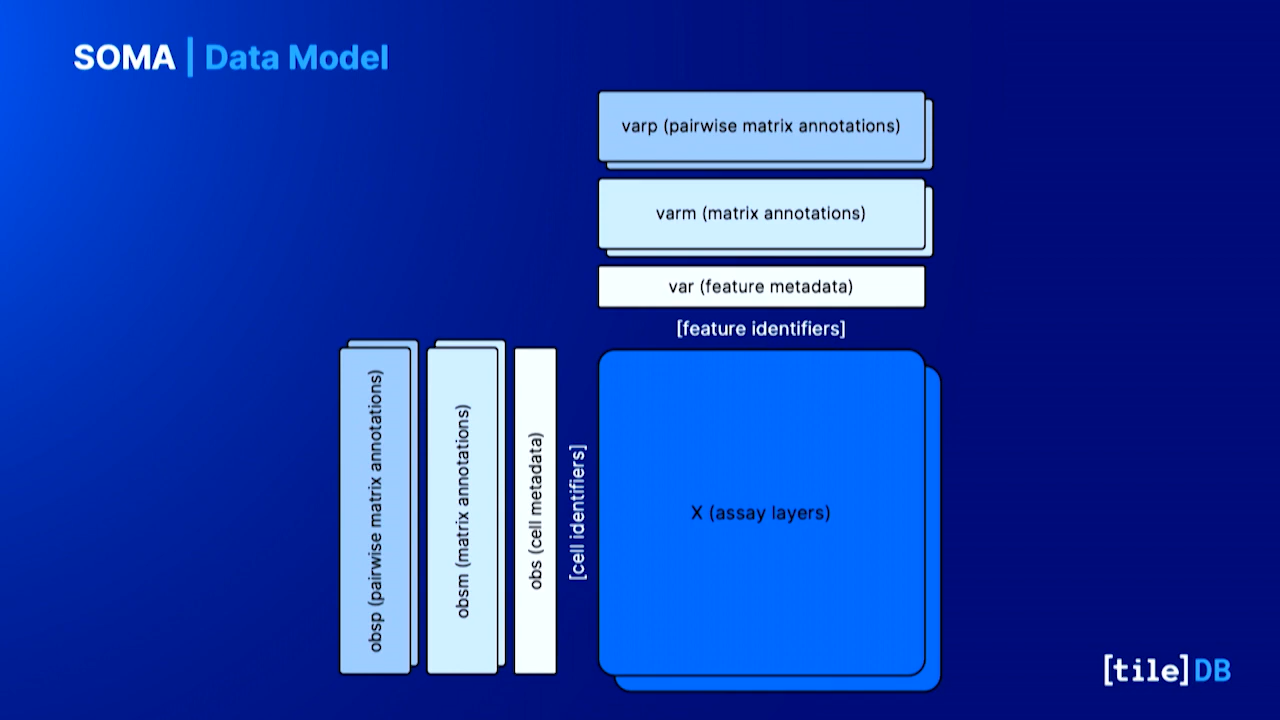 SOMA | Data Model
varp (pairwise matrix annotations)
varm (matrix annotations)
var (feature metadata)
[feature identifiers]
obsp (pairwise matrix annotations)
obsm (matrix annotations)
obs (cell metadata)
[cell identifiers]
X (assay layers)
[tile]DB